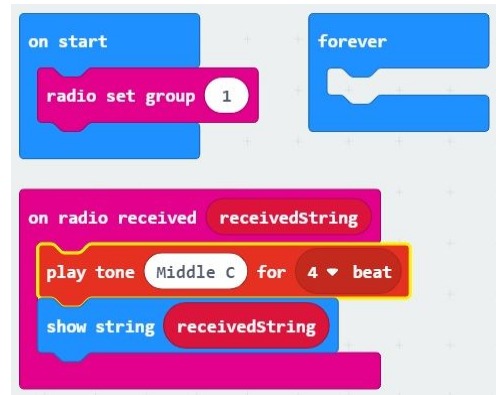 on start
radio set group 1
forever
on radio received receivedString
play tone Middle C for 4 beat
show string receivedString